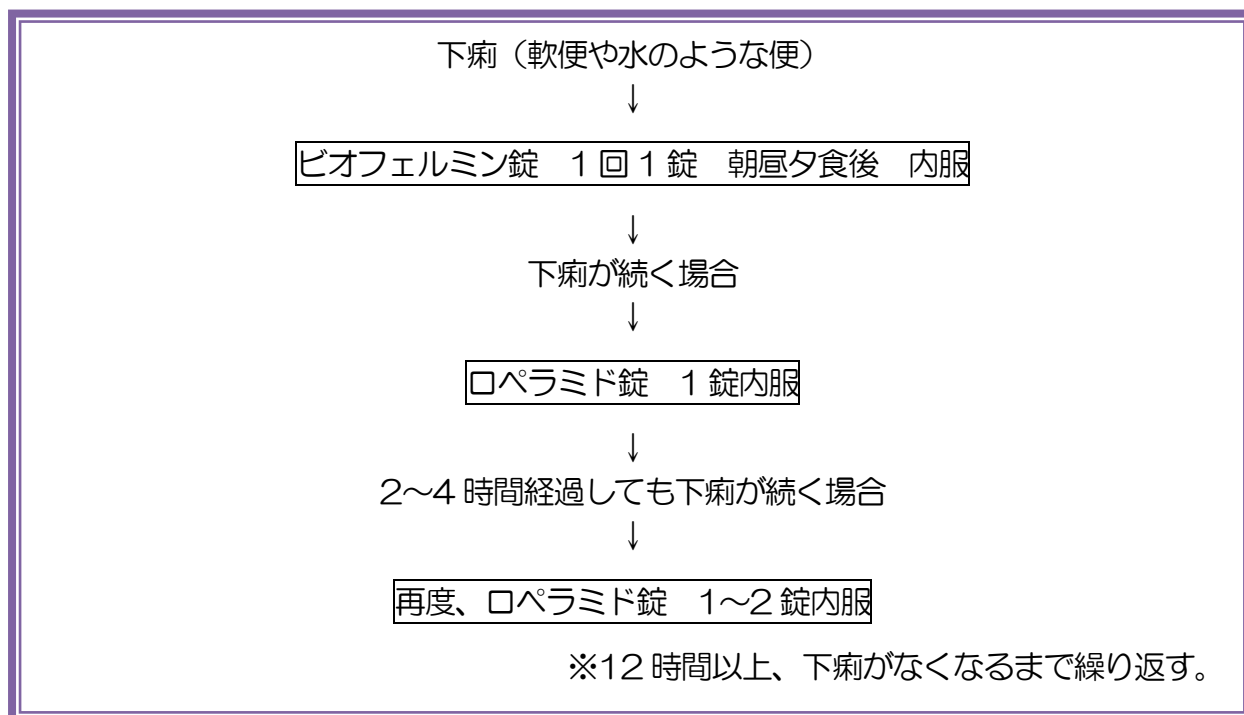 下痢（軟便や水のような便）
↓
ビオフェルミン錠　１回１錠　朝昼夕食後　内服
↓
下痢が続く場合
↓
ロペラミド錠　１錠内服
↓
2～4 時間経過しても下痢が続く場合
↓
再度、ロペラミド錠　1～2 錠内服
※12 時間以上、下痢がなくなるまで繰り返す。